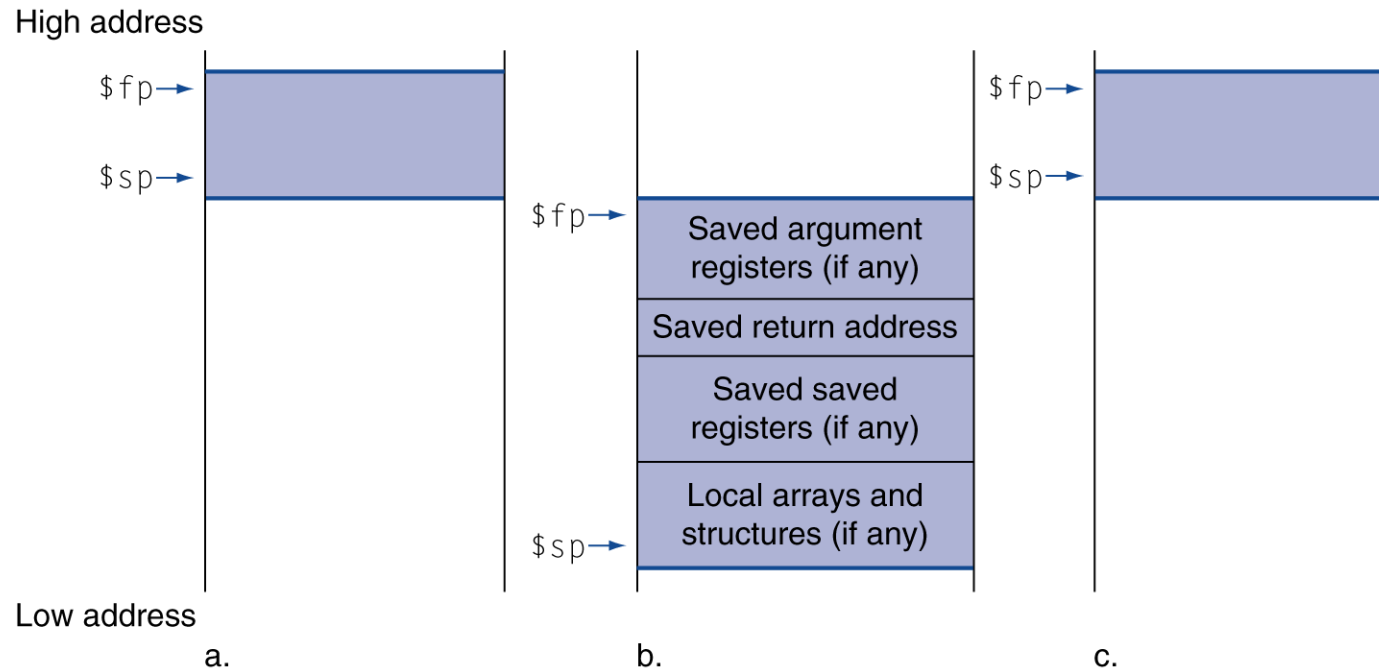 High address
$fp
$sp
$fp
Saved argument
registers (if any)
Saved return address
Saved saved
registers (if any)
Local arrays and
structures (if any)
$sp
$fp
$sp
Low address
a.
b.
c.